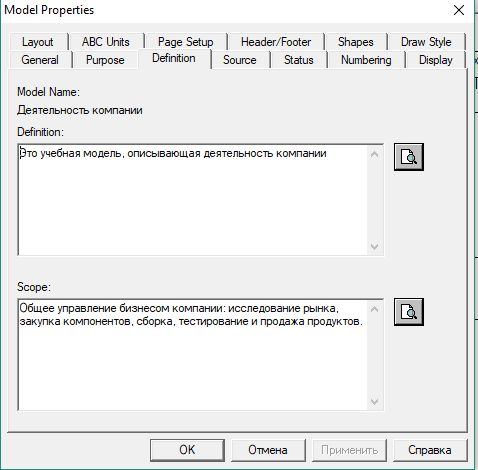 Model Properties
Layout ABC Units Page Setup Header/Footer Shapes Draw Style
General Purpose Definition Source Status Numbering Display
Model Name:
Деятельность компании
Definition:
Это учебная модель, описывающая деятельность компании
Scope:
Общее управление бизнесом компании: исследование рынка,
закупка компонентов, сборка, тестирование и продажа продуктов.
OK Отмена Применить Справка